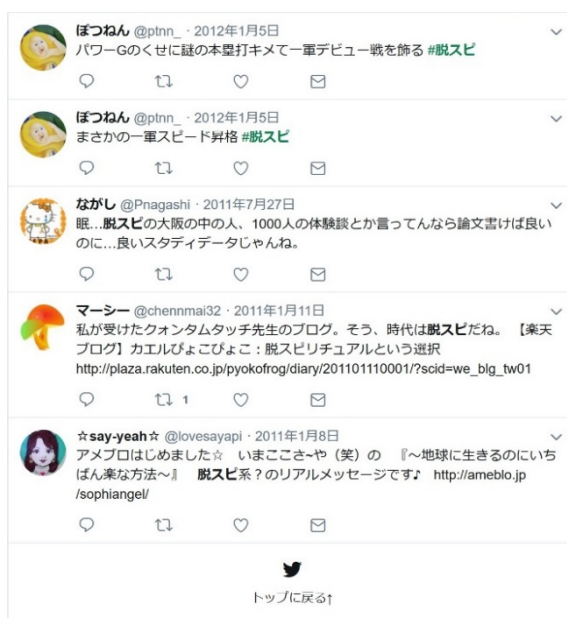 ぽつねん @ptnn_ · 2012年1月5日
パワーGのくせに謎の本塁打キメて一軍デビュー戦を飾る #脱スピ
ぽつねん @ptnn_ · 2012年1月5日
まさかの一軍スピード昇格 #脱スピ
ながし @Pnagashi · 2011年7月27日
眠…脱スピの大阪の中の人、1000人の体験談とか言ってんなら論文書けば良い
のに…良いスタディデータじゃんね。
マーシー @chennmai32 · 2011年1月11日
私が受けたクォンタムタッチ先生のブログ。そう、時代は脱スピだね。 【楽天
ブログ】カエルぴょこぴょこ：脱スピリチュアルという選択
http://plaza.rakuten.co.jp/pyokofrog/diary/201101110001/?scid=we_blg_tw01
1
☆say-yeah☆ @lovesayapi · 2011年1月8日
アメブロはじめました☆ いまここさ~や（笑）の 『～地球に生きるのにいち
ばん楽な方法～』 脱スピ系？のリアルメッセージです♪ http://ameblo.jp
/sophiangel/
トップに戻る↑